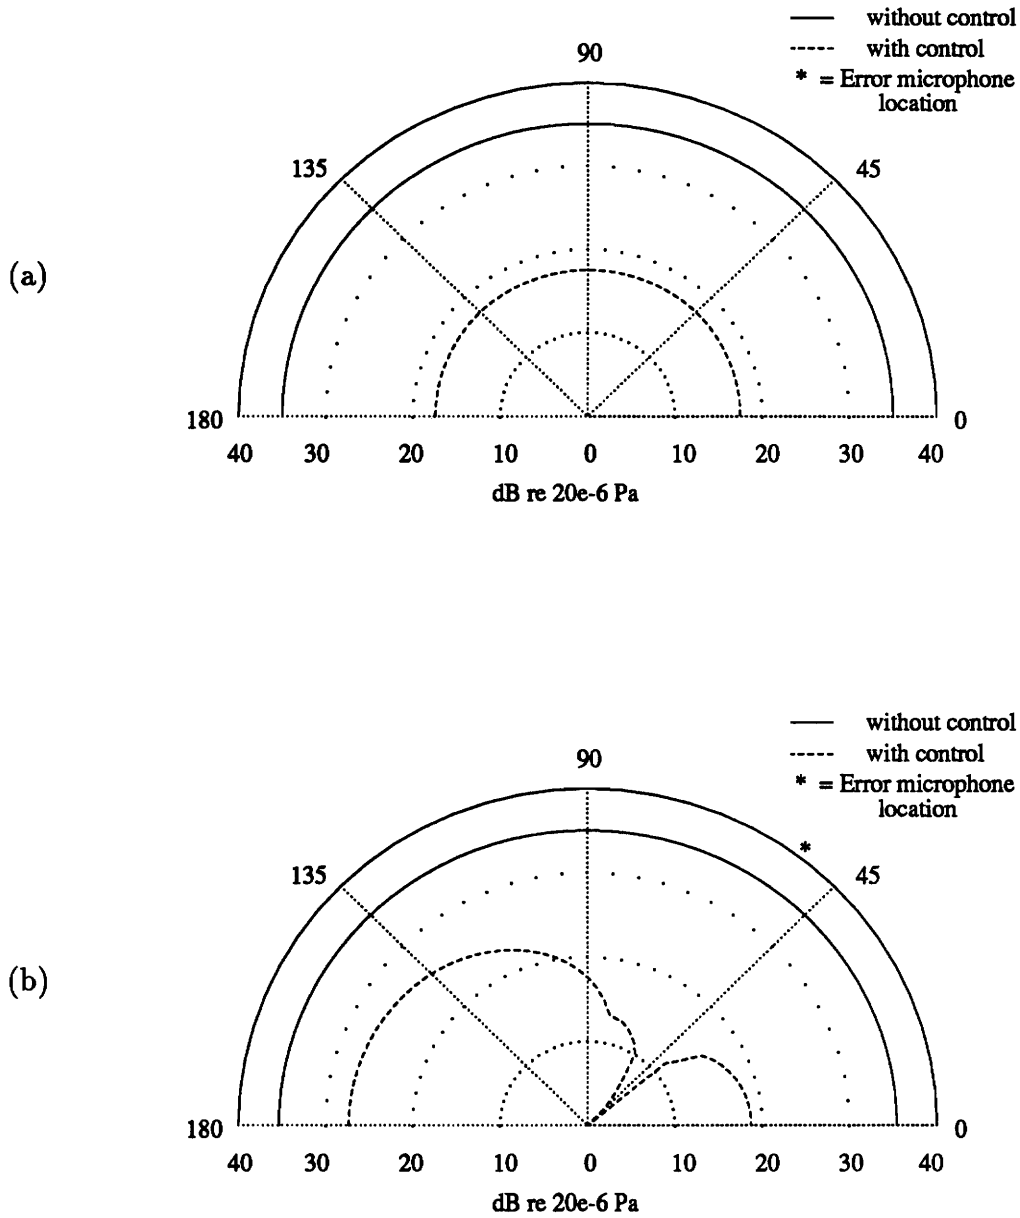 without control
with control
* = Error microphone
location
90
135
45
(a)
180
0
40 30 20 10 0 10 20 30 40
dB re 20e-6 Pa
without control
with control
* = Error microphone
location
90
*
135
45
(b)
180
0
40 30 20 10 0 10 20 30 40
dB re 20e-6 Pa